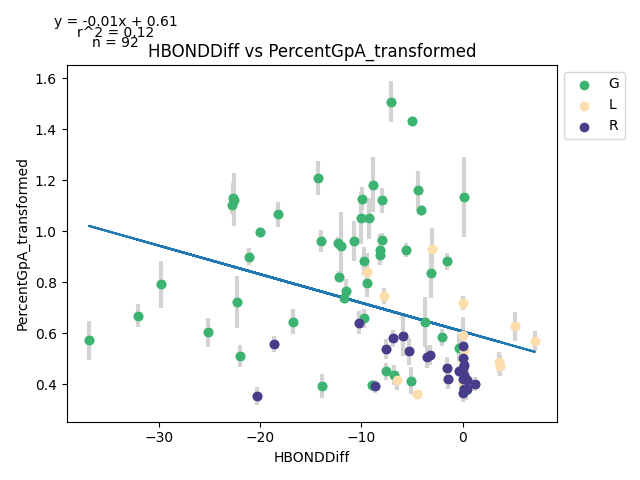 y = -0.01x + 0.61
r^2 = 0.12
n = 92
HBONDDiff vs PercentGpA_transformed
G
L
R
1.6
1.4
1.2
1.0
0.8
0.6
0.4
PercentGpA_transformed
−30
−20
−10
0
HBONDDiff